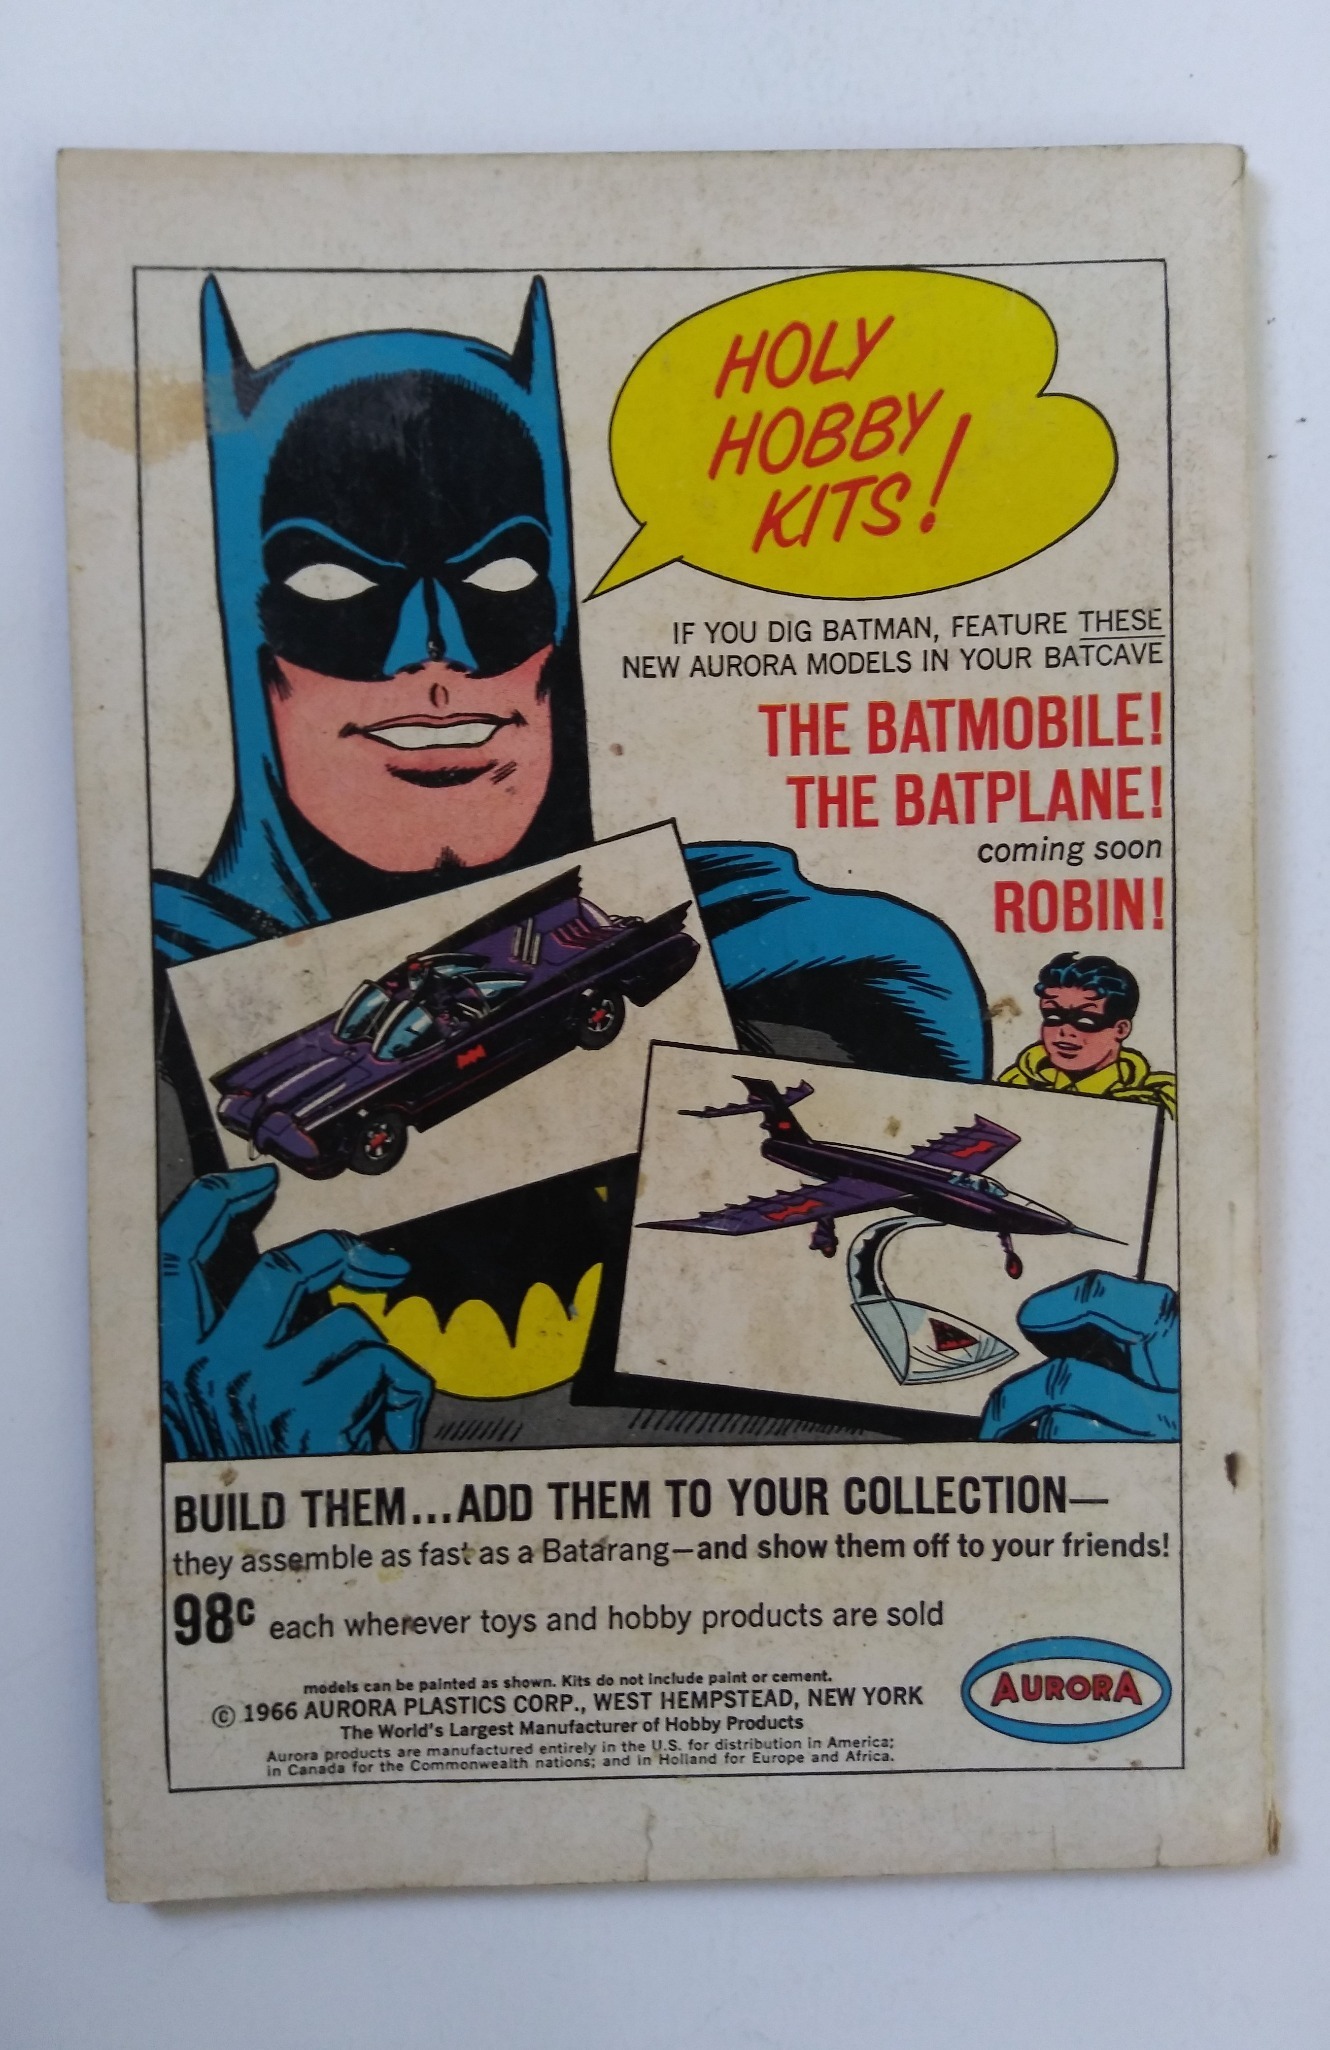 HOLY
HOBBY
KITS!
IF YOU DIG BATMAN, FEATURE THESE
NEW AURORA MODELS IN YOUR BATCAVE
THE BATMOBILE!
THE BATPLANE!
coming soon
ROBIN!
BUILD THEM...ADD THEM TO YOUR COLLECTION—
they assemble as fast as a Batarang—and show them off to your friends!
98c each wherever toys and hobby products are sold
models can be painted as shown. Kits do not include paint or cement.
© 1966 AURORA PLASTICS CORP., WEST HEMPSTEAD, NEW YORK
The World's Largest Manufacturer of Hobby Products
Aurora products are manufactured entirely in the U.S. for distribution in America;
in Canada for the Commonwealth nations; and in Holland for Europe and Africa.
AURORA